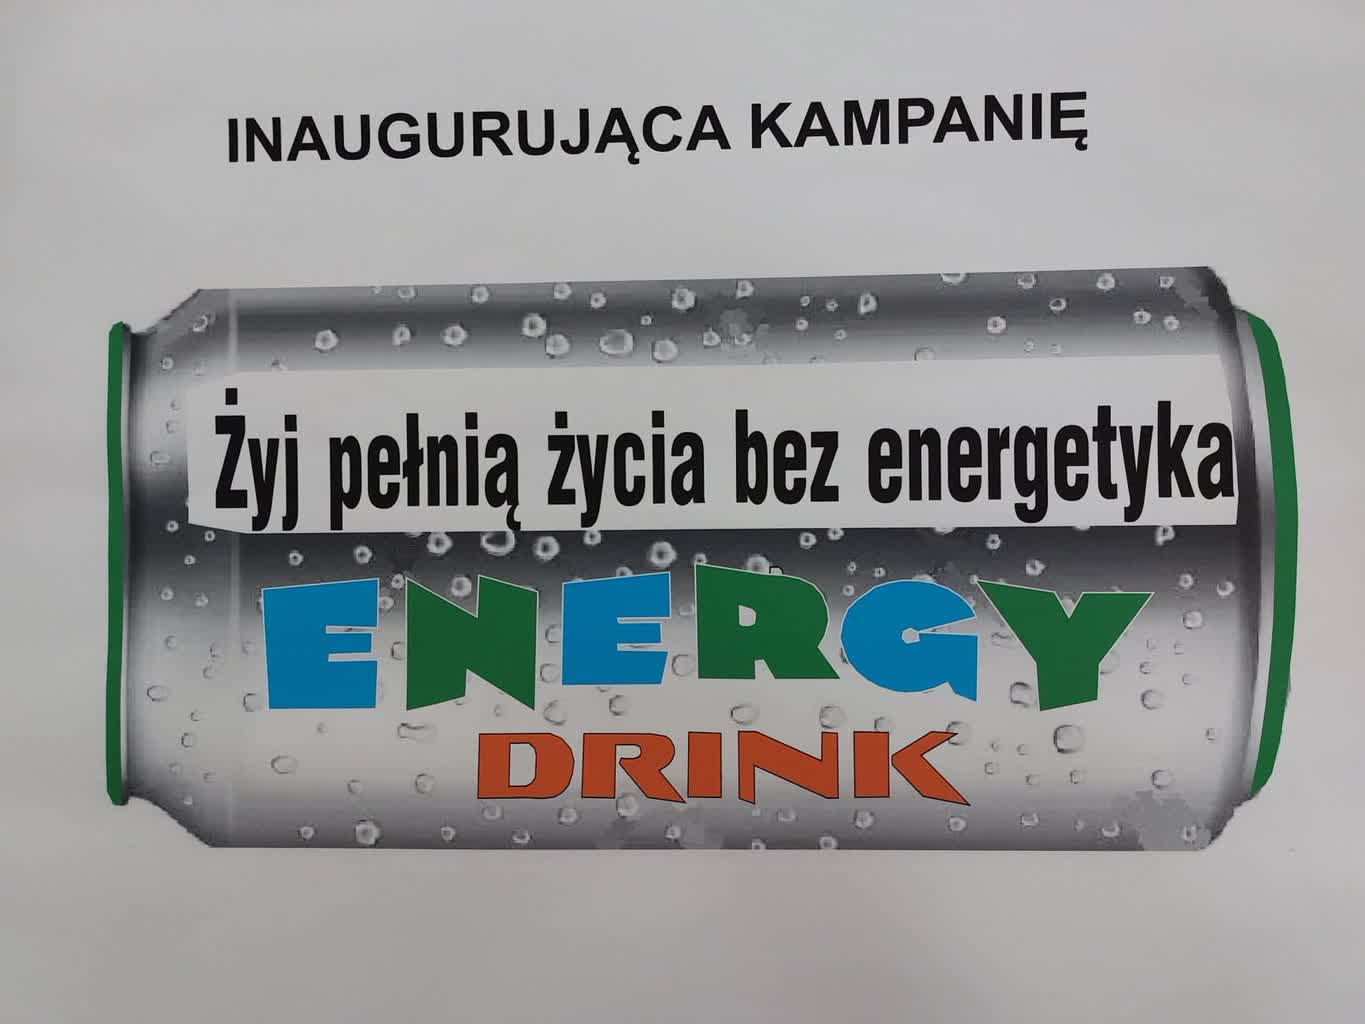 INAUGURUJĄCA KAMPANIĘ
Żyj pełnią życia bez energetyka
ENERGY
DRINK